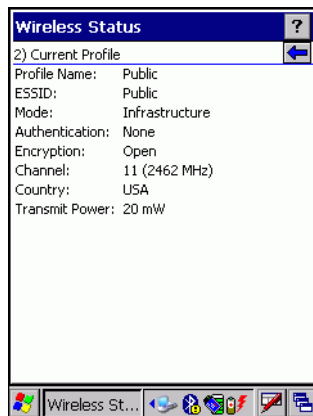 Wireless Status ?
2) Current Profile
Profile Name: Public
ESSID: Public
Mode: Infrastructure
Authentication: None
Encryption: Open
Channel: 11 (2462 MHz)
Country: USA
Transmit Power: 20 mW
Wireless St...